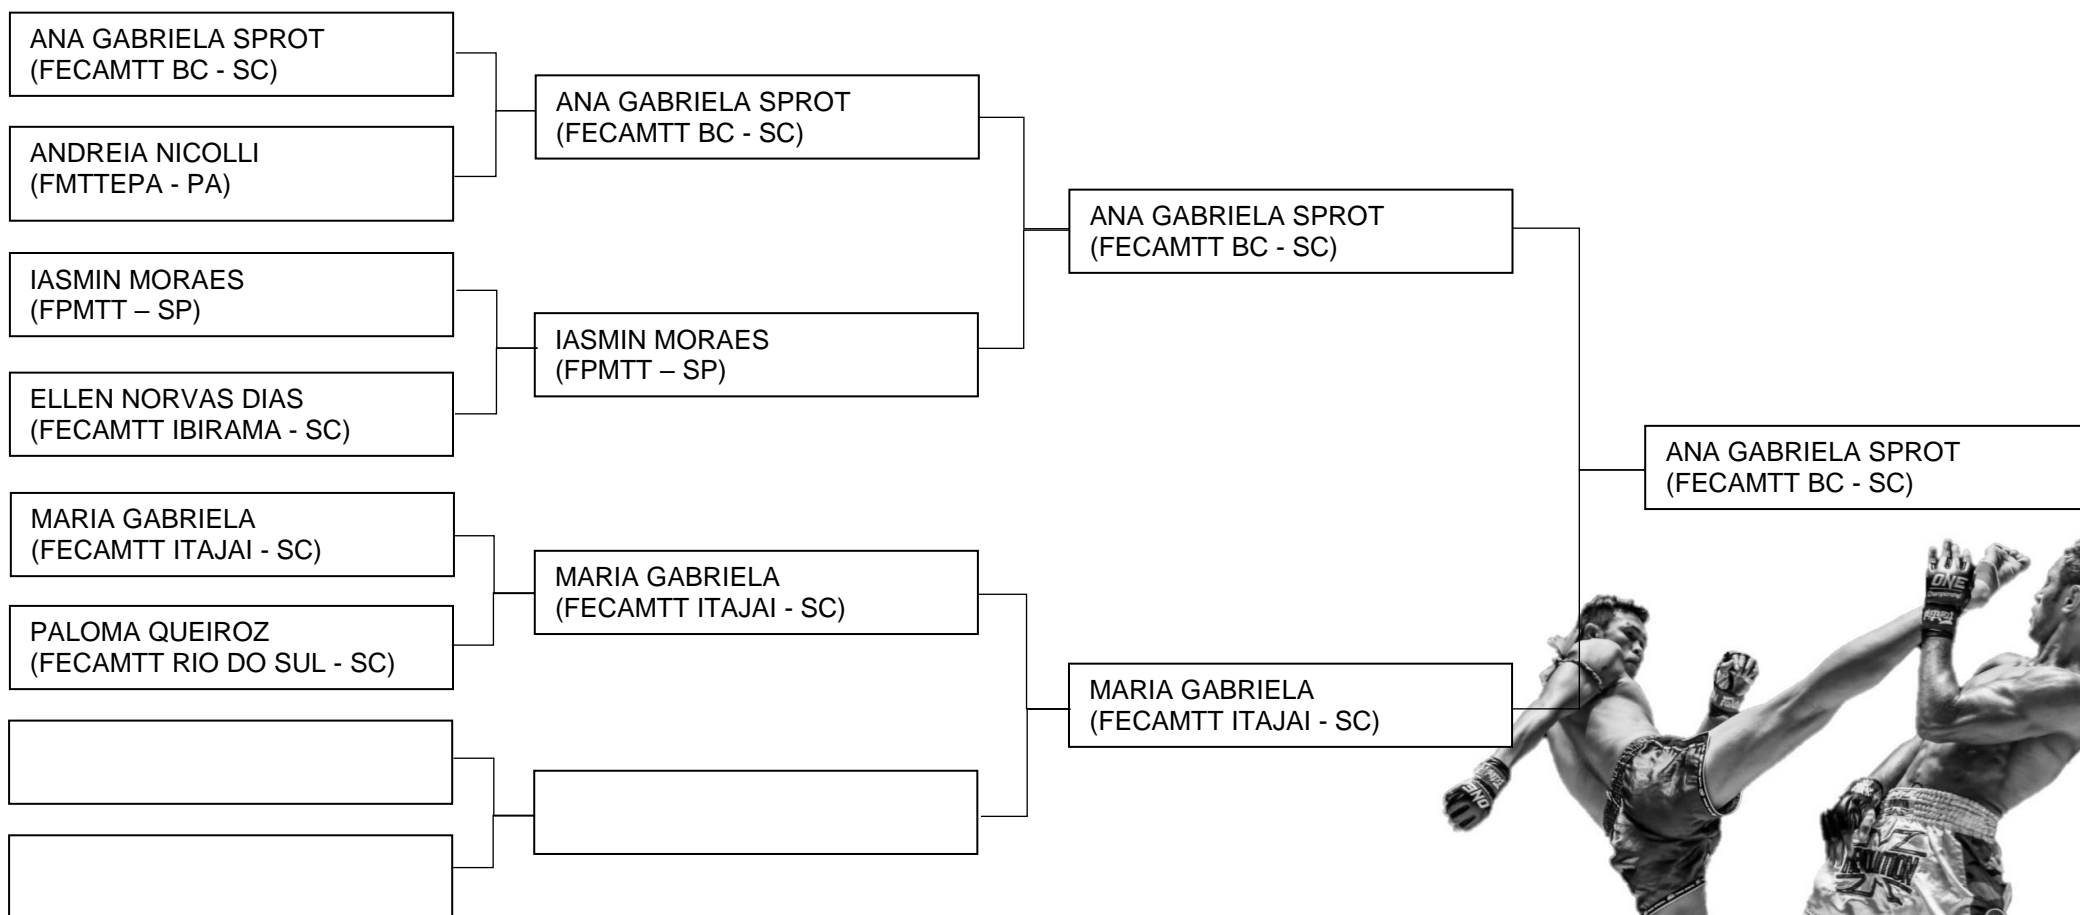 ANA GABRIELA SPROT
(FECAMTT BC - SC)
ANDREIA NICOLLI
(FMTTEPA - PA)
IASMIN MORAES
(FPMTT – SP)
ELLEN NORVAS DIAS
(FECAMTT IBIRAMA - SC)
MARIA GABRIELA
(FECAMTT ITAJAI - SC)
PALOMA QUEIROZ
(FECAMTT RIO DO SUL - SC)
ANA GABRIELA SPROT
(FECAMTT BC - SC)
IASMIN MORAES
(FPMTT – SP)
MARIA GABRIELA
(FECAMTT ITAJAI - SC)
ANA GABRIELA SPROT
(FECAMTT BC - SC)
MARIA GABRIELA
(FECAMTT ITAJAI - SC)
ANA GABRIELA SPROT
(FECAMTT BC - SC)
ONE
ONE